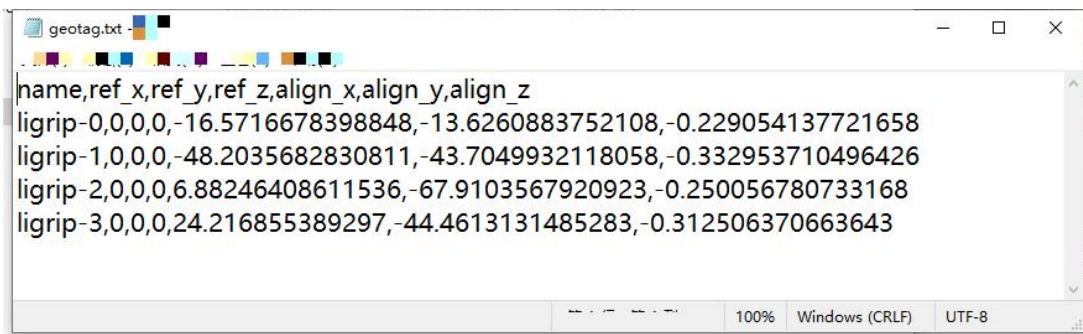 geotag.txt -
name,ref_x,ref_y,ref_z,align_x,align_y,align_z
ligrip-0,0,0,0,-16.5716678398848,-13.6260883752108,-0.229054137721658
ligrip-1,0,0,0,-48.2035682830811,-43.7049932118058,-0.332953710496426
ligrip-2,0,0,0,6.88246408611536,-67.9103567920923,-0.250056780733168
ligrip-3,0,0,0,24.216855389297,-44.4613131485283,-0.312506370663643
100% Windows (CRLF) UTF-8